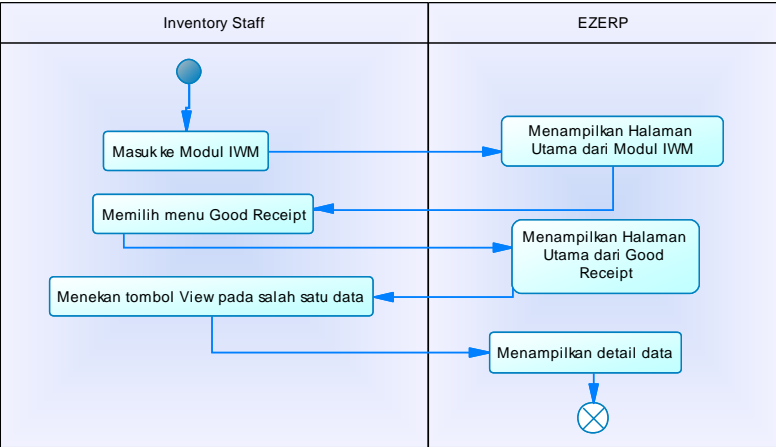 Inventory Staff
EZERP
Masuk ke Modul IWM
Menampilkan Halaman
Utama dari Modul IWM
Memilih menu Good Receipt
Menampilkan Halaman
Utama dari Good
Receipt
Menekan tombol View pada salah satu data
Menampilkan detail data